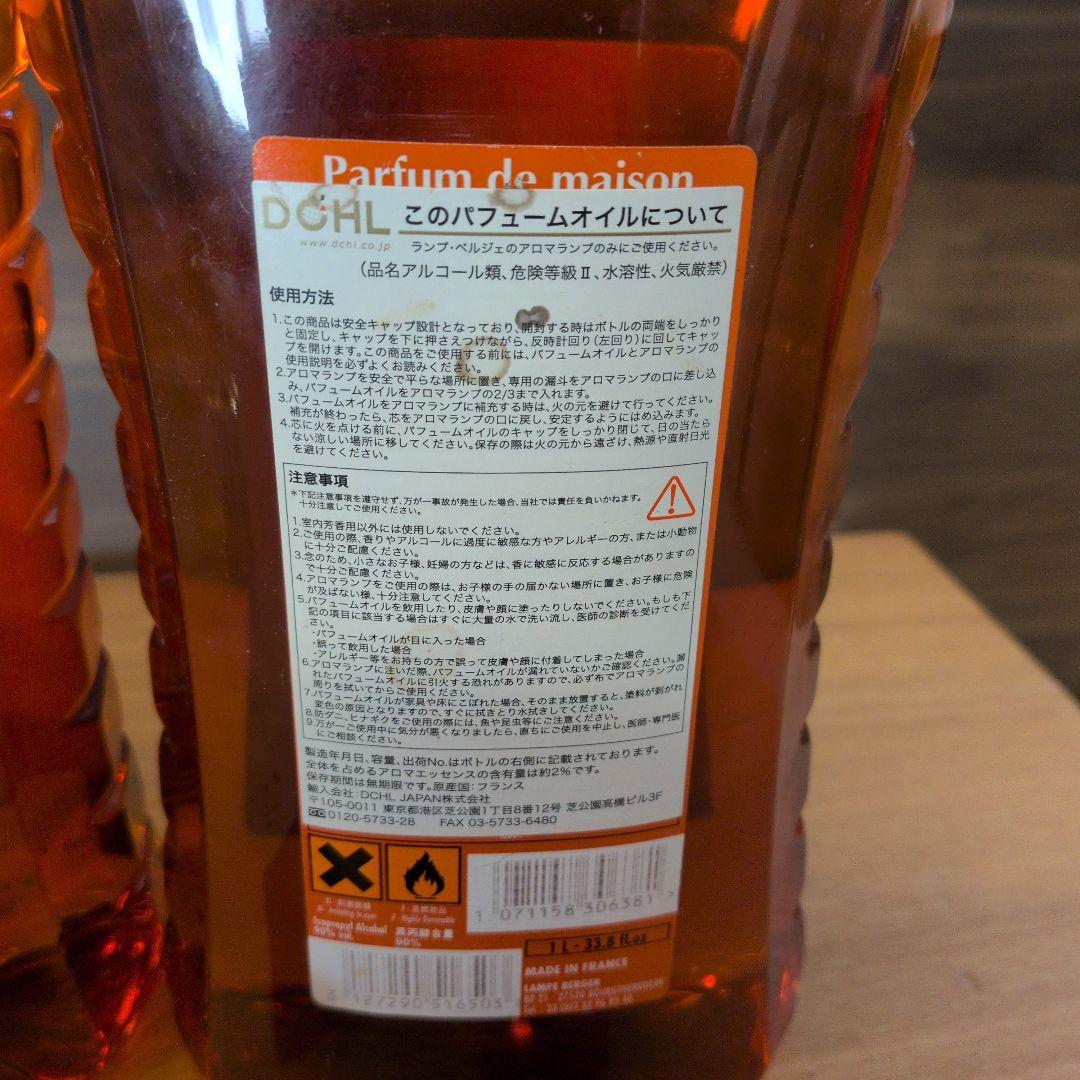 Parfum de maison
DCHL このパフュームオイルについて
www.dchl.co.jp ランプ・ベルジェのアロマランプのみにご使用ください。
(品名アルコール類、危険等級Ⅱ、水溶性、火気厳禁)
使用方法
1.この商品は安全キャップ設計となっており、開封する時はボトルの両端をしっかり
と固定し、キャップを下に押さえつけながら、反時計回り(左回り)に回してキャッ
プを開けます。この商品をご使用する前には、パフュームオイルとアロマランプの
使用説明を必ずよくお読みください。
2.アロマランプを安全で平らな場所に置き、専用の漏斗をアロマランプの口に差し込
み、パフュームオイルをアロマランプの2/3まで入れます。
3.パフュームオイルをアロマランプに補充する時は、火の元を避けて行ってください。
補充が終わったら、芯をアロマランプの口に戻し、安定するようにはめ込みます。
4.芯に火を点ける前に、パフュームオイルのキャップをしっかり閉じて、日の当たら
ない涼しい場所に移してください。保存の際は火の元から遠ざけ、熱源や直射日光
を避けてください。
注意事項
*下記注意事項を遵守せず、万が一事故が発生した場合、当社では責任を負いかねます。
十分注意してご使用ください。
1.室内芳香用以外には使用しないでください。
2.ご使用の際、香りやアルコールに過度に敏感な方やアレルギーの方、または小動物
に十分ご配慮ください。
3.念のため、小さなお子様、妊婦の方などは、香に敏感に反応する場合がありますの
で十分ご配慮ください。
4.アロマランプをご使用の際は、お子様の手の届かない場所に置き、お子様に危険
が及ばない様、十分注意してください。
5.パフュームオイルを飲用したり、皮膚や顔に塗ったりしないでください。もしも下
記の項目に該当する場合はすぐに大量の水で洗い流し、医師の診断を受けてくだ
さい。
・パフュームオイルが目に入った場合
・誤って飲用した場合
・アレルギー等をお持ちの方で誤って皮膚や顔に付着してしまった場合
6.アロマランプに注いだ際、パフュームオイルが漏れていないかご確認ください。漏
れたパフュームオイルに引火する恐れがありますので、必ず布でアロマランプの
周りを拭いてからご使用ください。
7.パフュームオイルが家具や床にこぼれた場合、そのまま放置すると、塗料が剥がれ
変色の原因となりますので、すぐに拭きとり水拭きしてください。
8.防ダニ、ヒナギクをご使用の際には、魚や昆虫等にご注意ください。
9.万が一ご使用中に気分が悪くなりましたら、直ちにご使用を中止し、医師・専門医
にご相談ください。
製造年月日、容量、出荷No.はボトルの右側に記載されております。
全体を占めるアロマエッセンスの含有量は約2%です。
保存期間は無期限です。原産国:フランス
輸入会社:DCHL JAPAN株式会社
〒105-0011 東京都港区芝公園1丁目8番12号 芝公園高橋ビル3F
0120-5733-28 FAX 03-5733-6480
Isopropyl Alcohol 異丙醇含量
90% vol. 90%
1 071158 306381 >
1 L - 33.8 fl.oz
MADE IN FRANCE
LAMPE BERGER
3 127290 516503